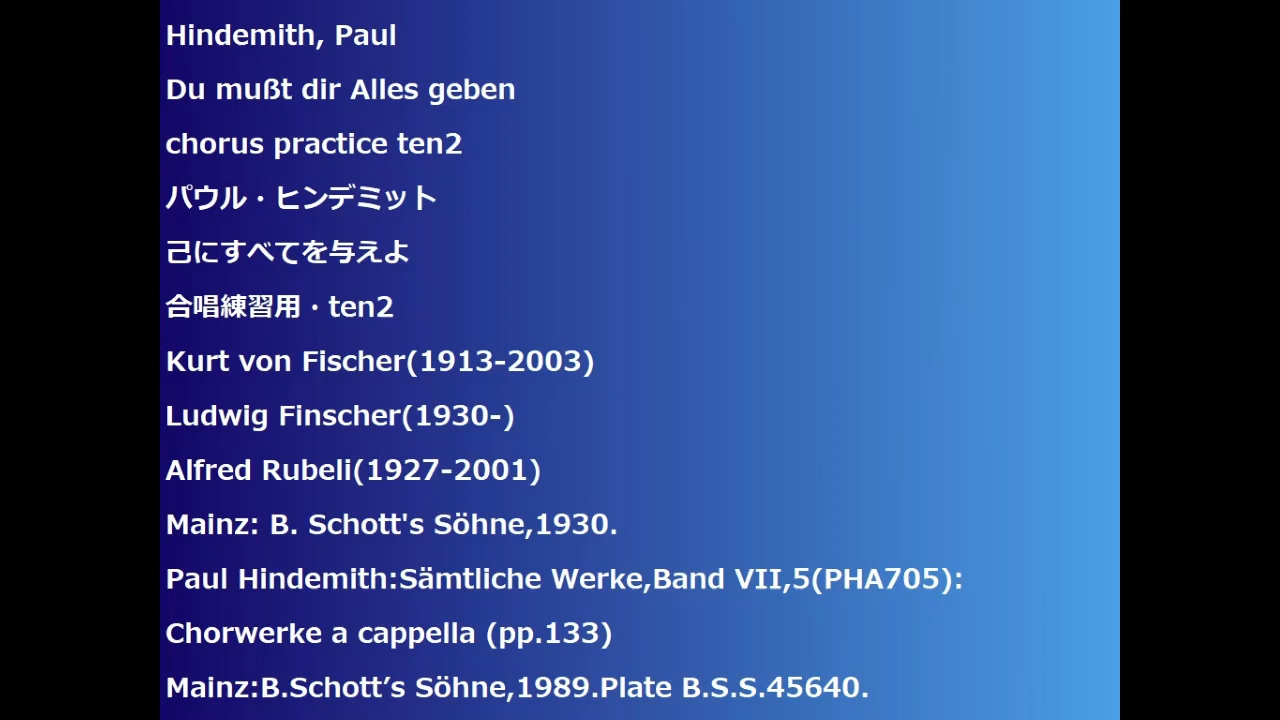 Hindemith, Paul
Du mußt dir Alles geben
chorus practice ten2
パウル・ヒンデミット
己にすべてを与えよ
合唱練習用・ten2
Kurt von Fischer(1913-2003)
Ludwig Finscher(1930-)
Alfred Rubeli(1927-2001)
Mainz: B. Schott's Söhne,1930.
Paul Hindemith:Sämtliche Werke,Band VII,5(PHA705):
Chorwerke a cappella (pp.133)
Mainz:B.Schott’s Söhne,1989.Plate B.S.S.45640.